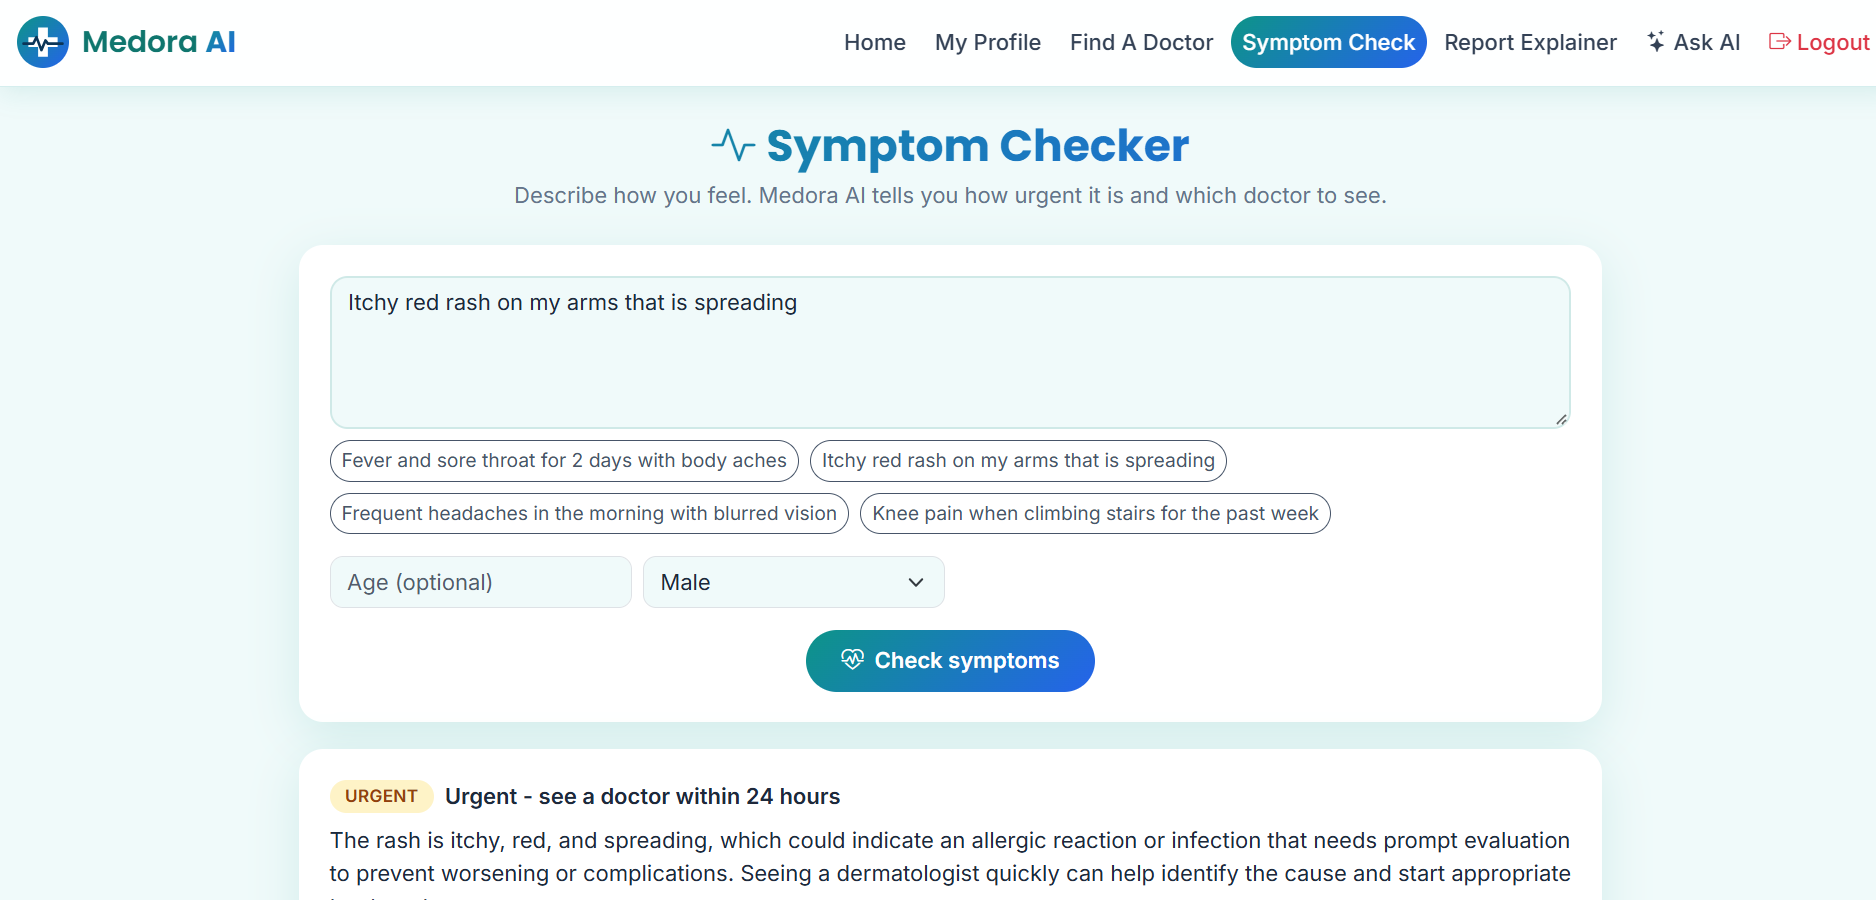 Medora AI
Home My Profile Find A Doctor Symptom Check Report Explainer Ask AI Logout
Symptom Checker
Describe how you feel. Medora AI tells you how urgent it is and which doctor to see.
Itchy red rash on my arms that is spreading
Fever and sore throat for 2 days with body aches Itchy red rash on my arms that is spreading
Frequent headaches in the morning with blurred vision Knee pain when climbing stairs for the past week
Age (optional) Male
Check symptoms
URGENT Urgent - see a doctor within 24 hours
The rash is itchy, red, and spreading, which could indicate an allergic reaction or infection that needs prompt evaluation
to prevent worsening or complications. Seeing a dermatologist quickly can help identify the cause and start appropriate